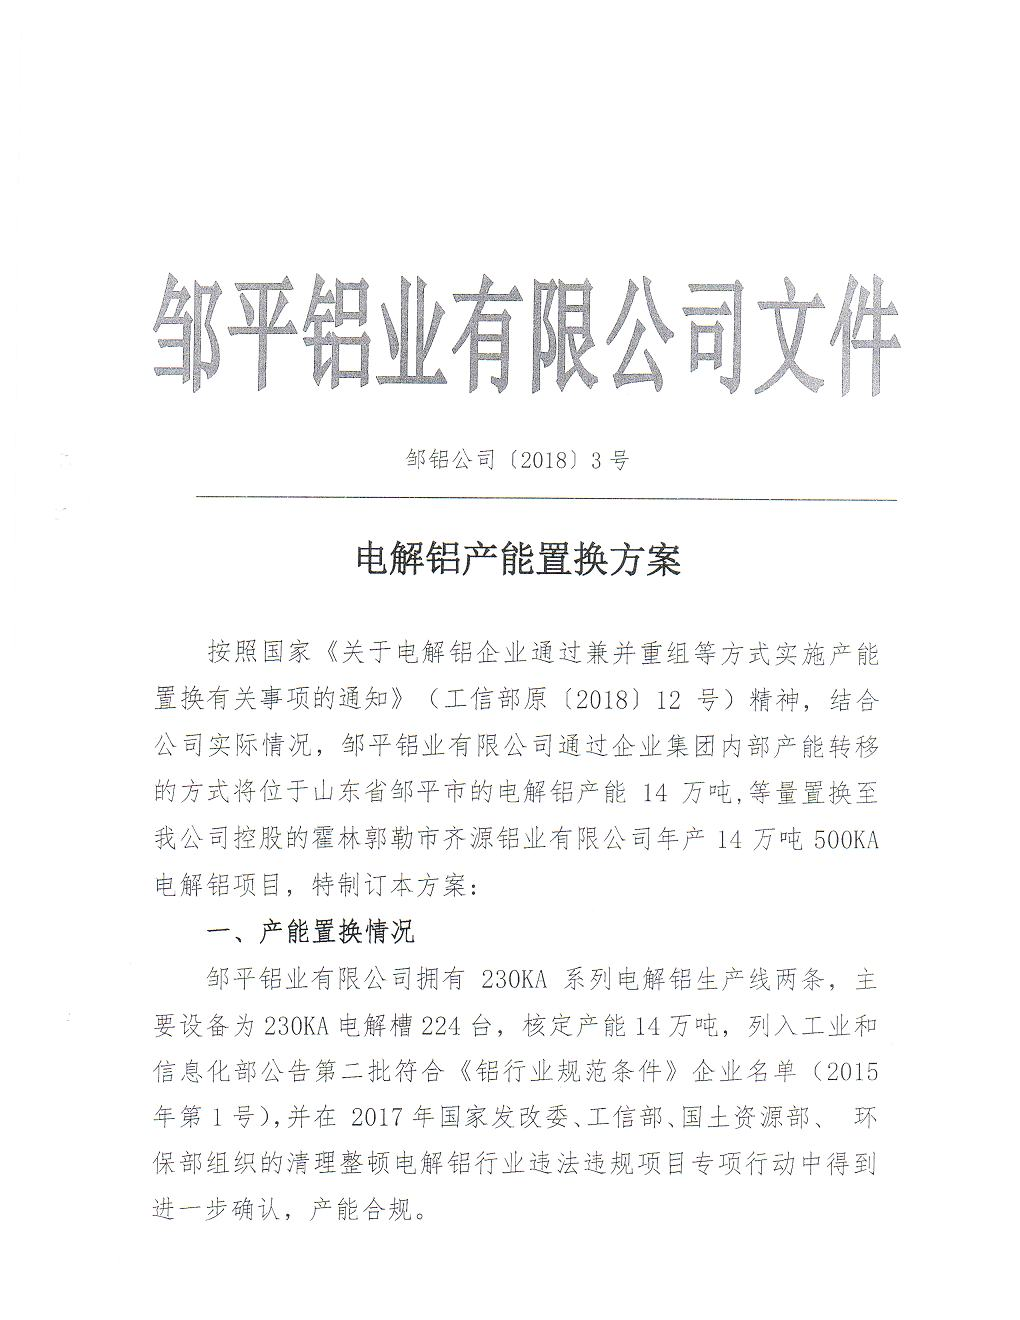 邹平铝业有限公司文件
邹铝公司〔2018〕3号
电解铝产能置换方案
按照国家《关于电解铝企业通过兼并重组等方式实施产能
置换有关事项的通知》（工信部原〔2018〕12 号）精神，结合
公司实际情况，邹平铝业有限公司通过企业集团内部产能转移
的方式将位于山东省邹平市的电解铝产能 14 万吨,等量置换至
我公司控股的霍林郭勒市齐源铝业有限公司年产 14 万吨 500KA
电解铝项目，特制订本方案：
一、产能置换情况
邹平铝业有限公司拥有 230KA 系列电解铝生产线两条，主
要设备为 230KA 电解槽 224 台，核定产能 14 万吨，列入工业和
信息化部公告第二批符合《铝行业规范条件》企业名单（2015
年第 1 号）,并在 2017 年国家发改委、工信部、国土资源部、 环
保部组织的清理整顿电解铝行业违法违规项目专项行动中得到
进一步确认，产能合规。